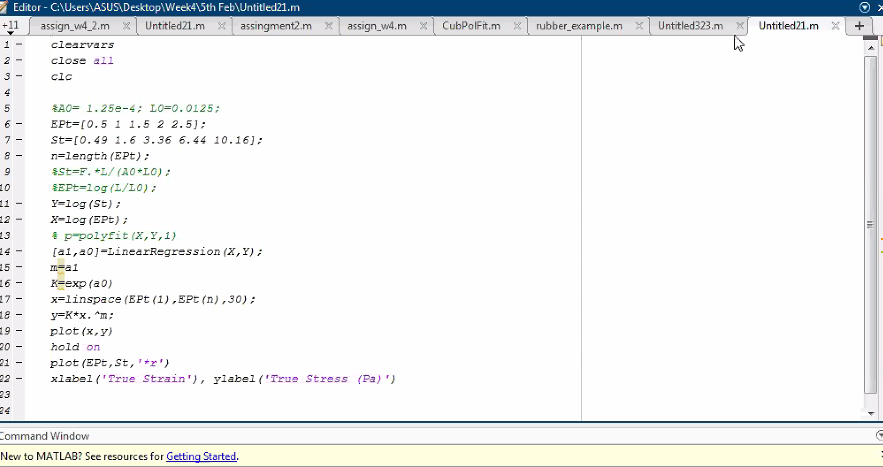 Editor - C:\Users\ASUS\Desktop\Week4\5th Feb\Untitled21.m
+11 assign_w4_2.m Untitled21.m assingment2.m assign_w4.m CubPolFit.m rubber_example.m Untitled323.m Untitled21.m
1 clearvars
2 close all
3 clc
4
5 %A0= 1.25e-4; L0=0.0125;
6 EPt=[0.5 1 1.5 2 2.5];
7 St=[0.49 1.6 3.36 6.44 10.16];
8 n=length(EPt);
9 %St=F.*L/(A0*L0);
10 %EPt=log(L/L0);
11 Y=log(St);
12 X=log(EPt);
13 % p=polyfit(X,Y,1)
14 [a1,a0]=LinearRegression(X,Y);
15 m=a1
16 K=exp(a0)
17 x=linspace(EPt(1),EPt(n),30);
18 y=K*x.^m;
19 plot(x,y)
20 hold on
21 plot(EPt,St,'*r')
22 xlabel('True Strain'), ylabel('True Stress (Pa)')
23
24
Command Window
New to MATLAB? See resources for Getting Started.